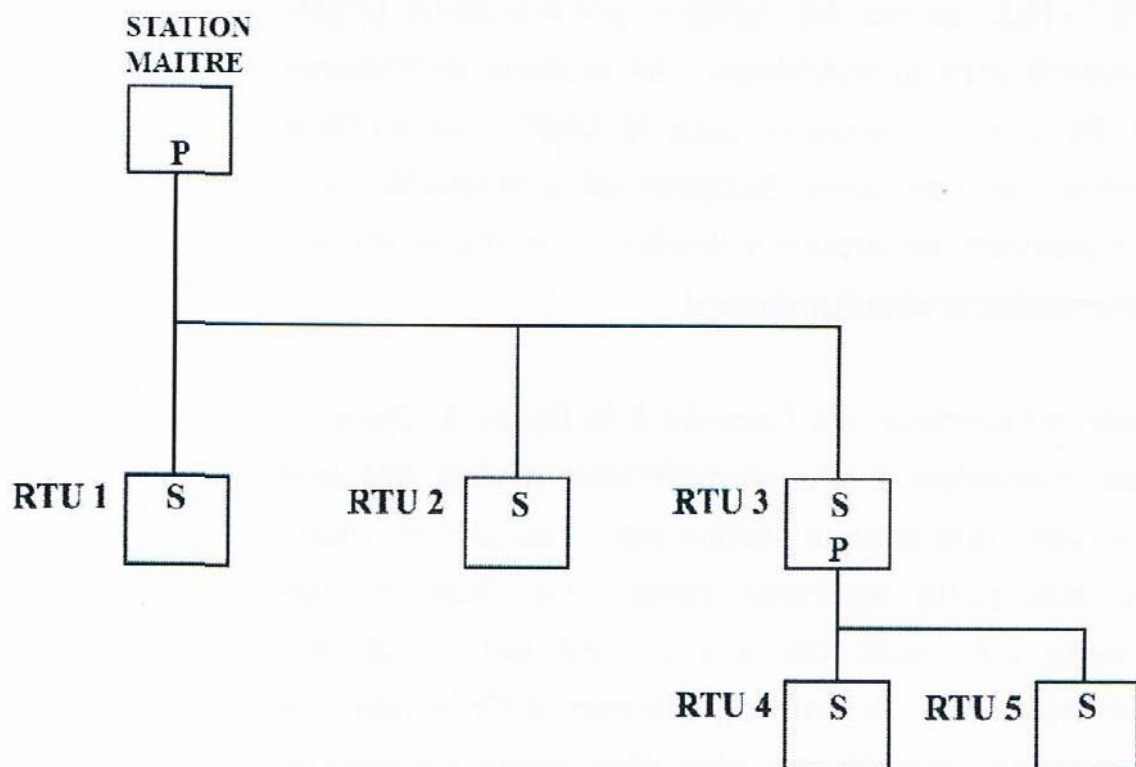 STATION
MAITRE
P
RTU 1 S
RTU 2 S
RTU 3 S
P
RTU 4 S
RTU 5 S